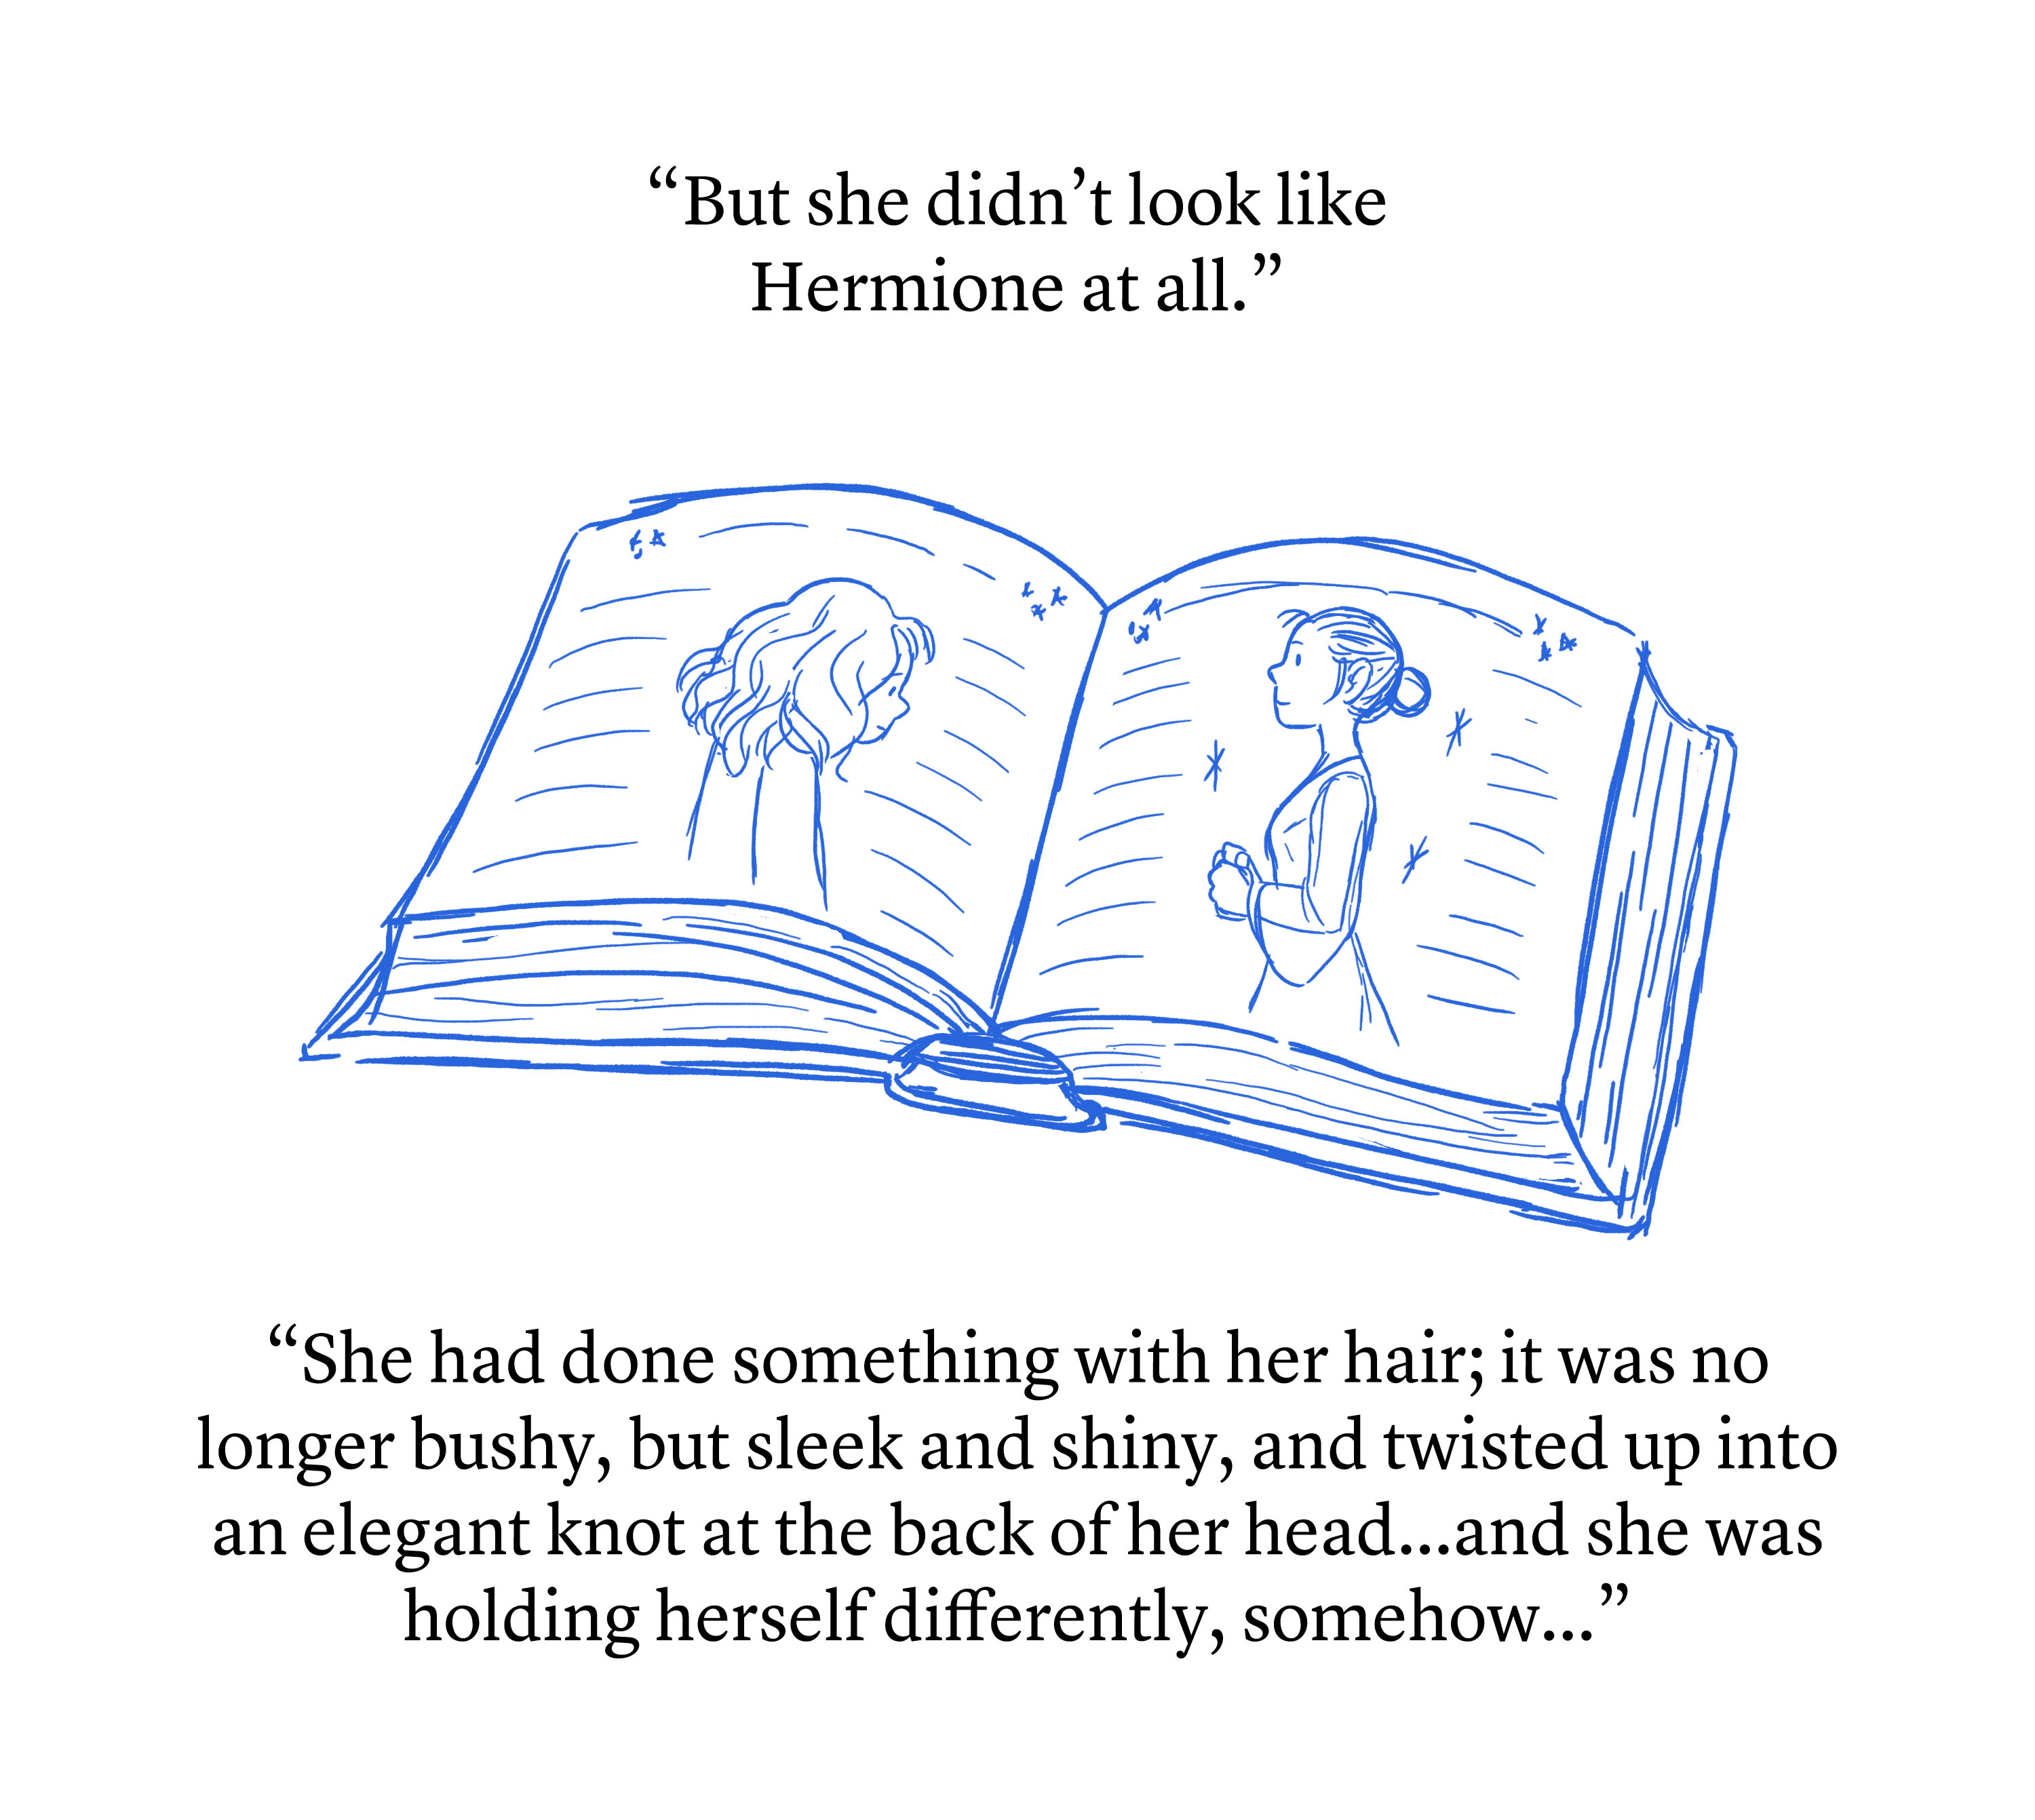 “But she didn’t look like
Hermione at all.”
“She had done something with her hair; it was no
longer bushy, but sleek and shiny, and twisted up into
an elegant knot at the back of her head...and she was
holding herself differently, somehow...”